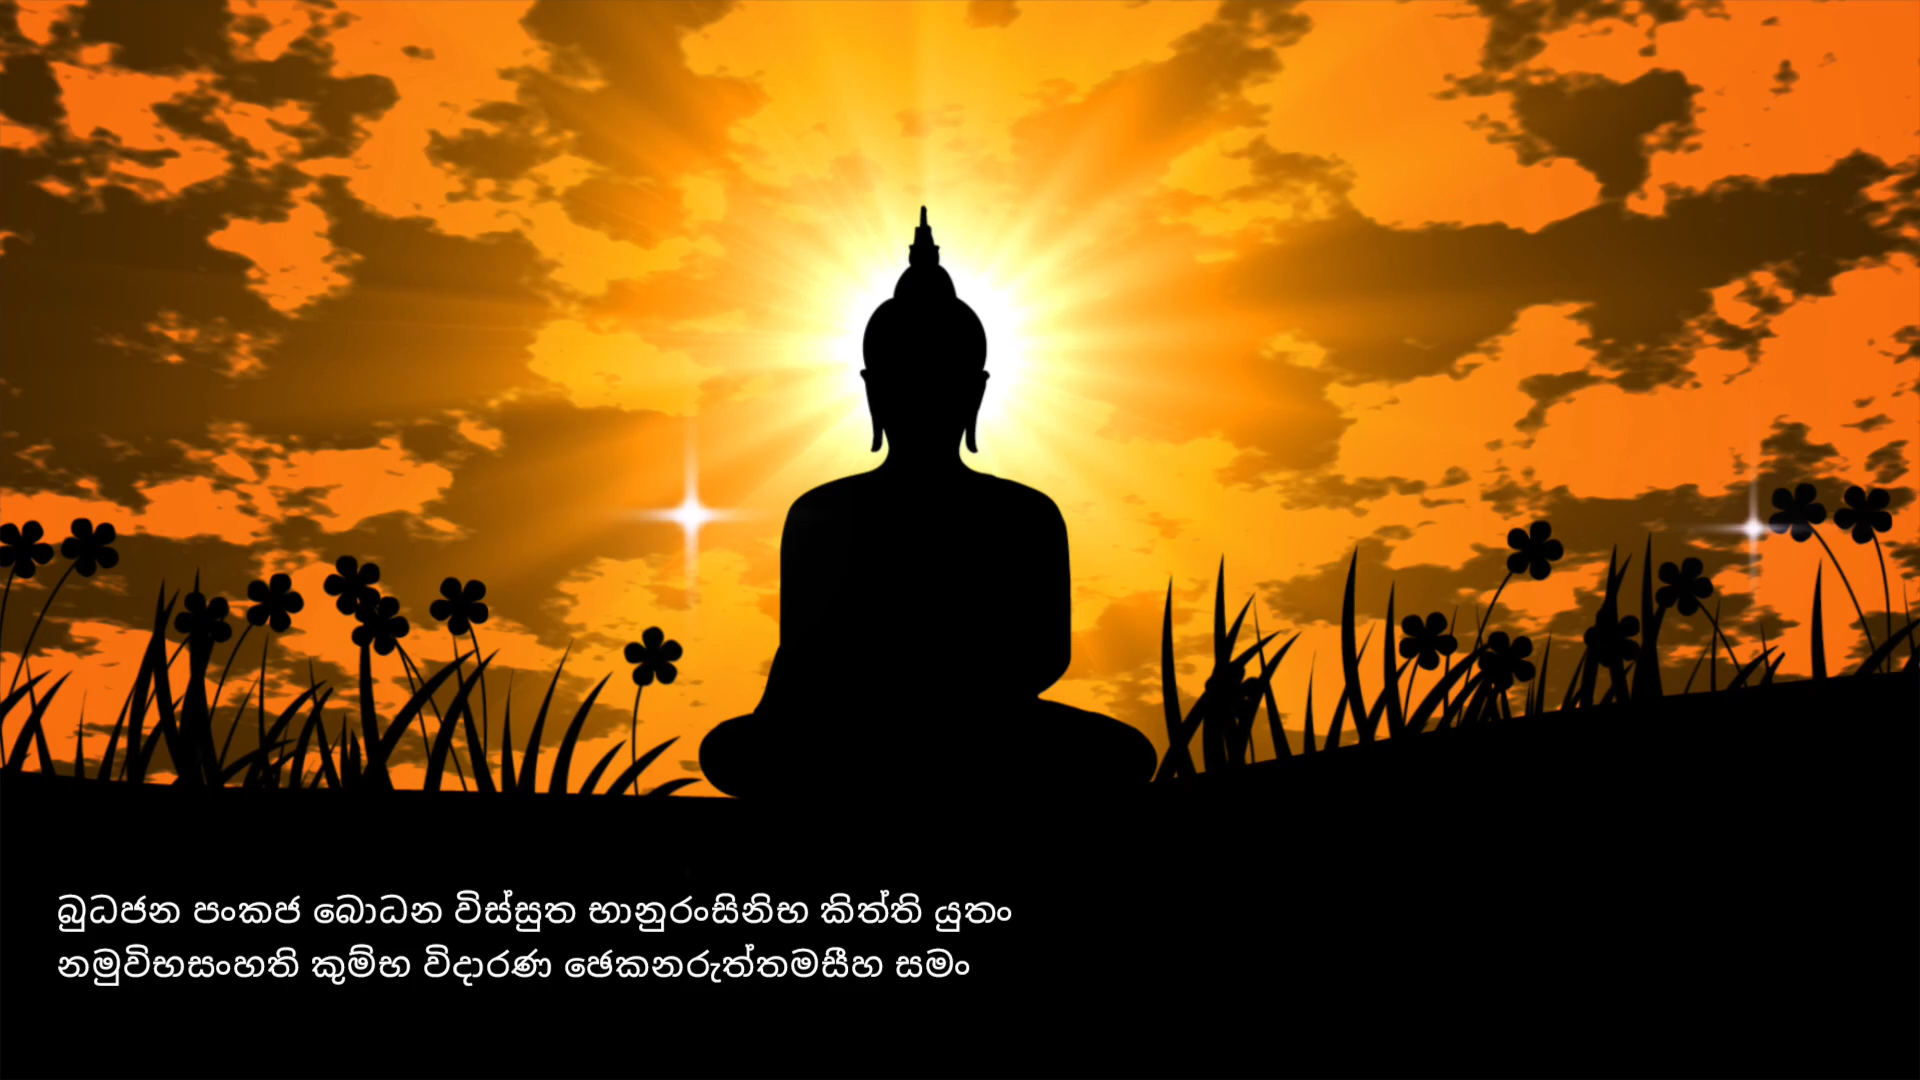 බුධජන පංකජ බොධන විස්සුත භානුරංසිනිභ කිත්ති යුතං
නමුවිභසංහති කුම්භ විදාරණ ඡෙකනරුත්තමසීහ සමං